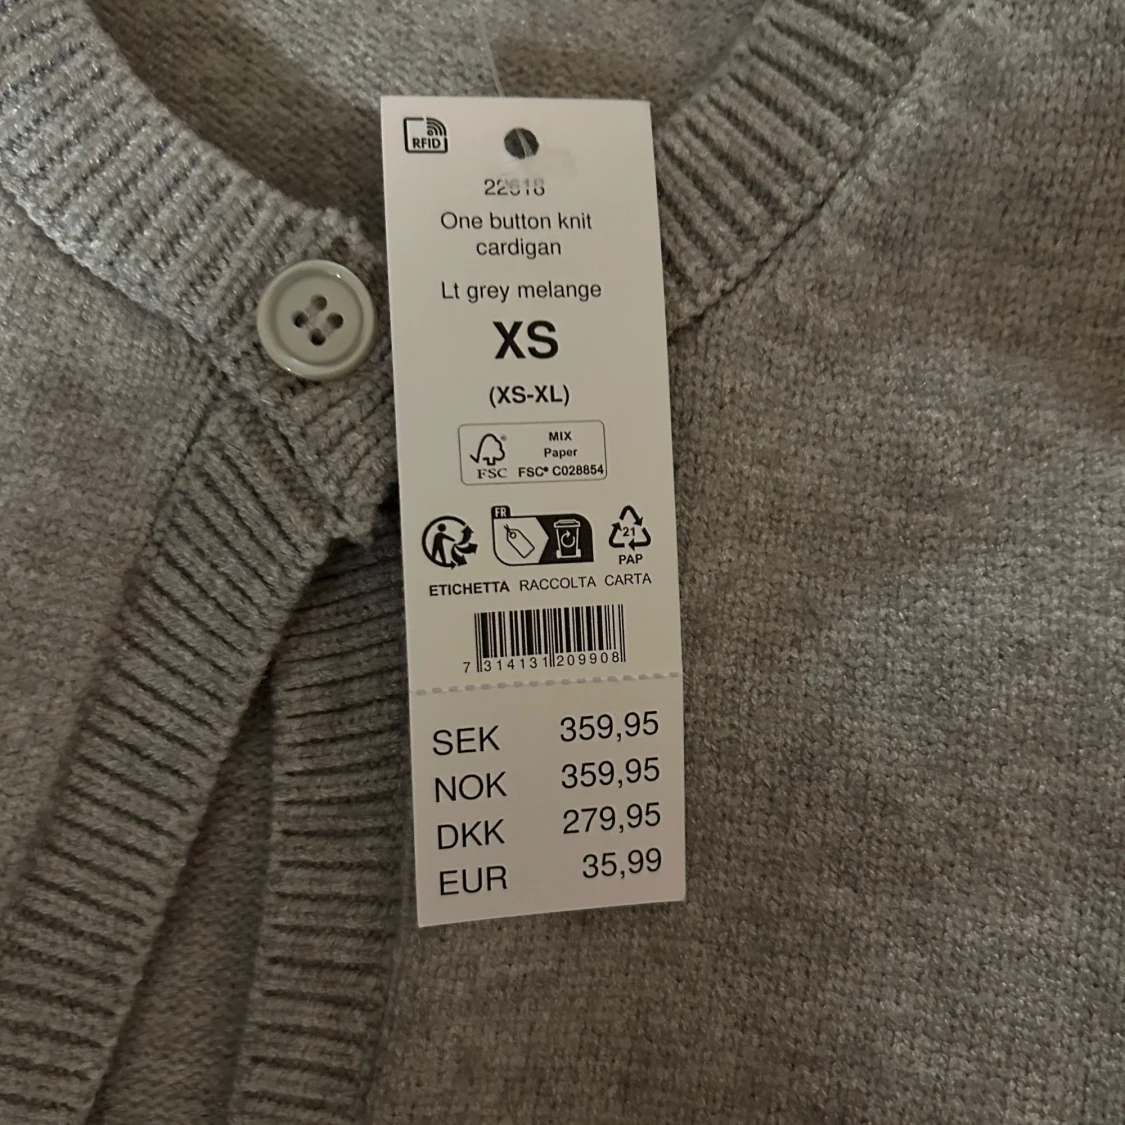 RFID
One button knit
cardigan
Lt grey melange
XS
(XS-XL)
MIX
Paper
FSC® C028854
FSC
FR
21
PAP
ETICHETTA RACCOLTA CARTA
7 314131 209908
SEK 359,95
NOK 359,95
DKK 279,95
EUR 35,99